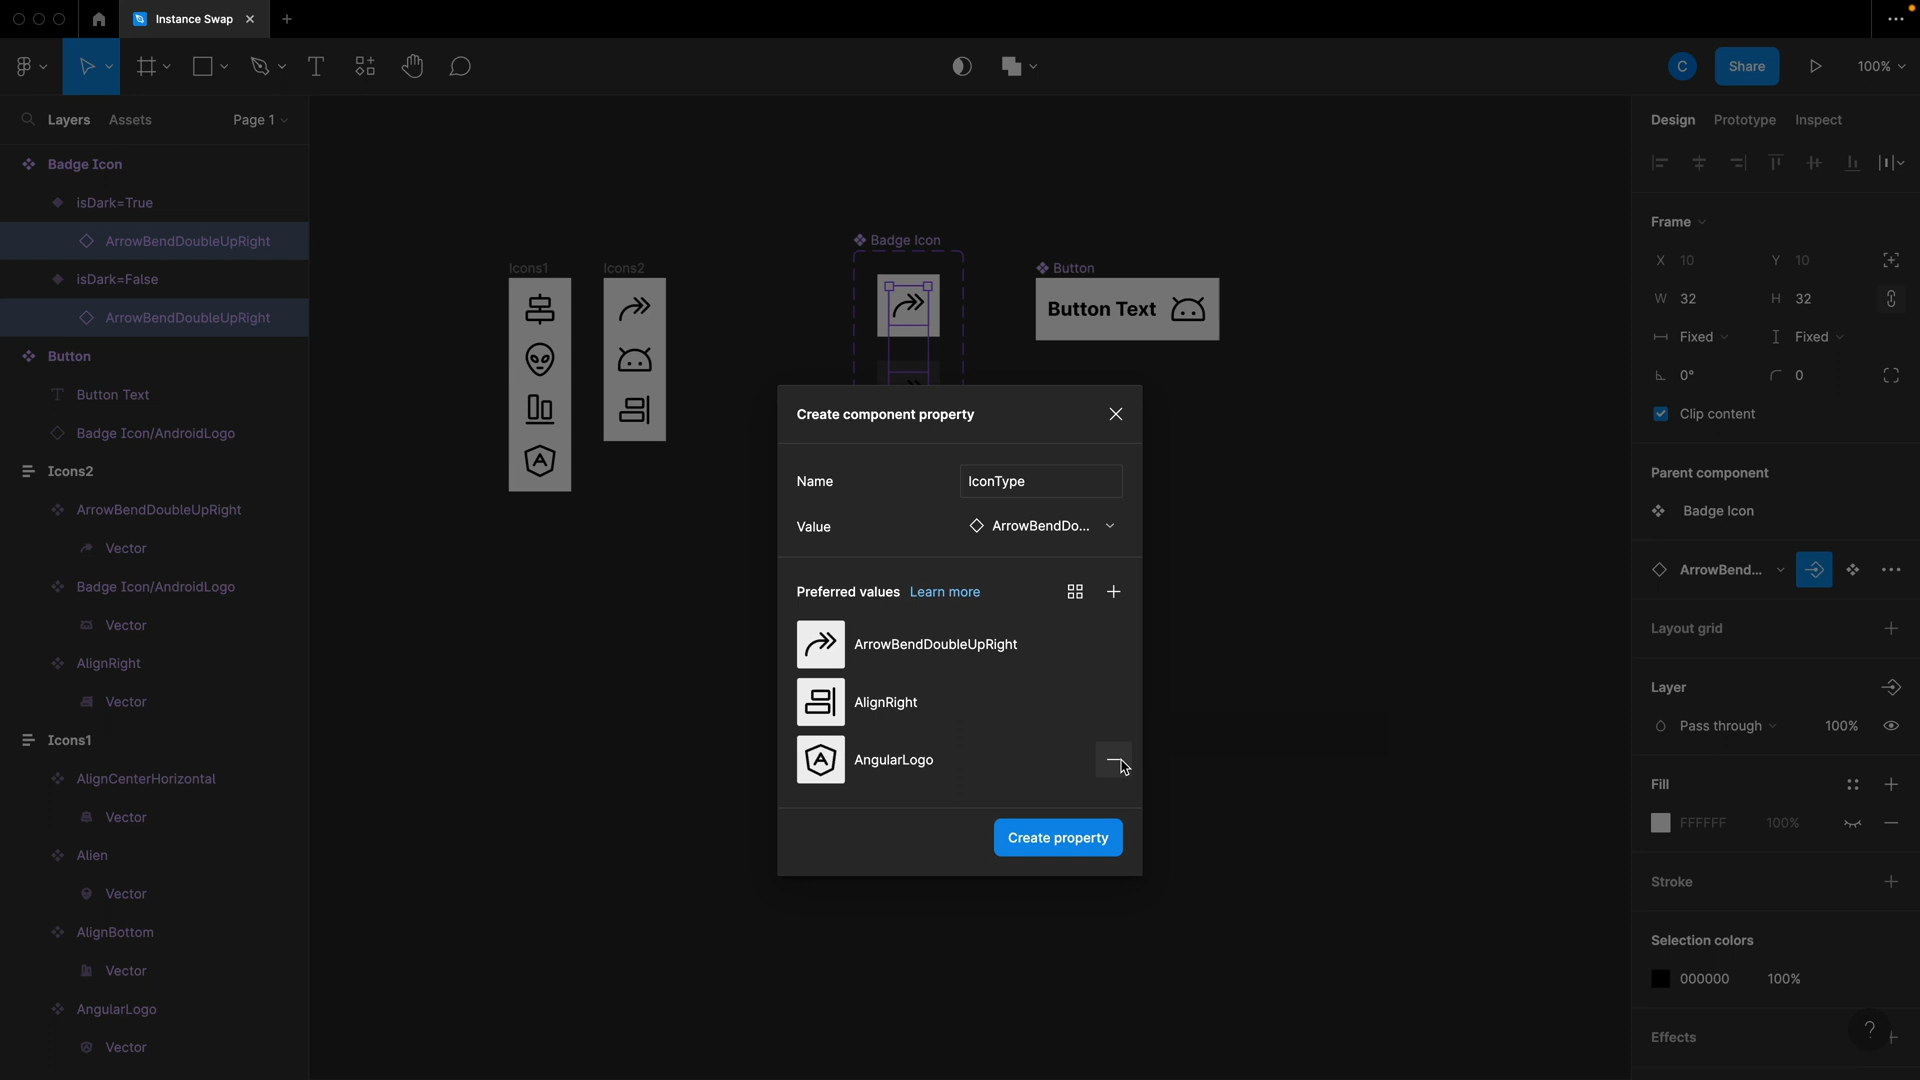 Instance Swap
C
Share
100%
Layers Assets Page 1
Badge Icon
isDark=True
ArrowBendDoubleUpRight
isDark=False
ArrowBendDoubleUpRight
Button
Button Text
Badge Icon/AndroidLogo
Icons2
ArrowBendDoubleUpRight
Vector
Badge Icon/AndroidLogo
Vector
AlignRight
Vector
Icons1
AlignCenterHorizontal
Vector
Alien
Vector
AlignBottom
Vector
AngularLogo
Vector
Icons1
Icons2
Badge Icon
Button
Button Text
Create component property
Name IconType
Value ArrowBendDo...
Preferred values Learn more
ArrowBendDoubleUpRight
AlignRight
AngularLogo
Create property
Design Prototype Inspect
Frame
X 10 Y 10
W 32 H 32
Fixed Fixed
0° 0
Clip content
Parent component
Badge Icon
ArrowBend...
Layout grid
Layer
Pass through 100%
Fill
FFFFFF 100%
Stroke
Selection colors
000000 100%
Effects
?